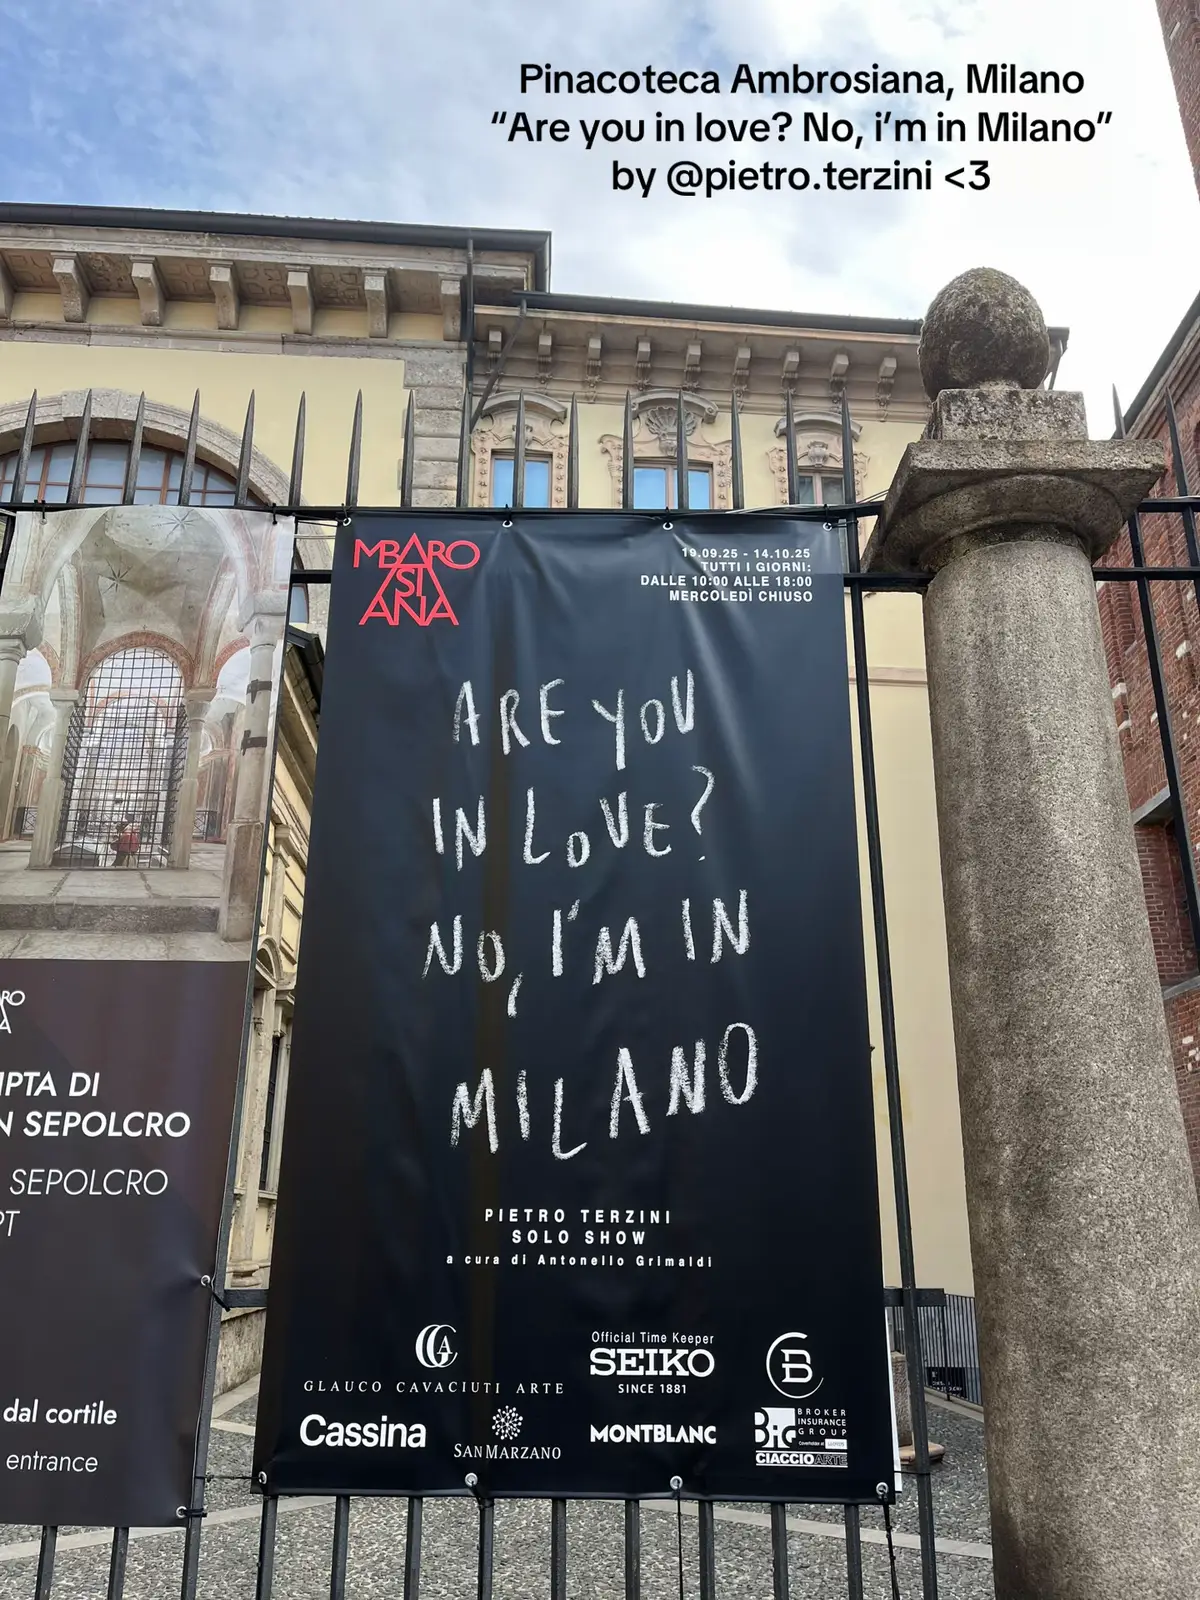 Pinacoteca Ambrosiana, Milano
“Are you in love? No, i’m in Milano”
by @pietro.terzini <3
MBARO
SI
ANA
19.09.25 - 14.10.25
TUTTI I GIORNI:
DALLE 10:00 ALLE 18:00
MERCOLEDÌ CHIUSO
ARE YOU
IN LOVE?
NO, I'M IN
MILANO
PIETRO TERZINI
SOLO SHOW
a cura di Antonello Grimaldi
GLAUCO CAVACIUTI ARTE
Official Time Keeper
SEIKO
SINCE 1881
Cassina
SAN MARZANO
MONTBLANC
BIG
BROKER
INSURANCE
GROUP
CIACCIOARTE
DI
SEPOLCRO
SEPOLCRO
dal cortile
entrance